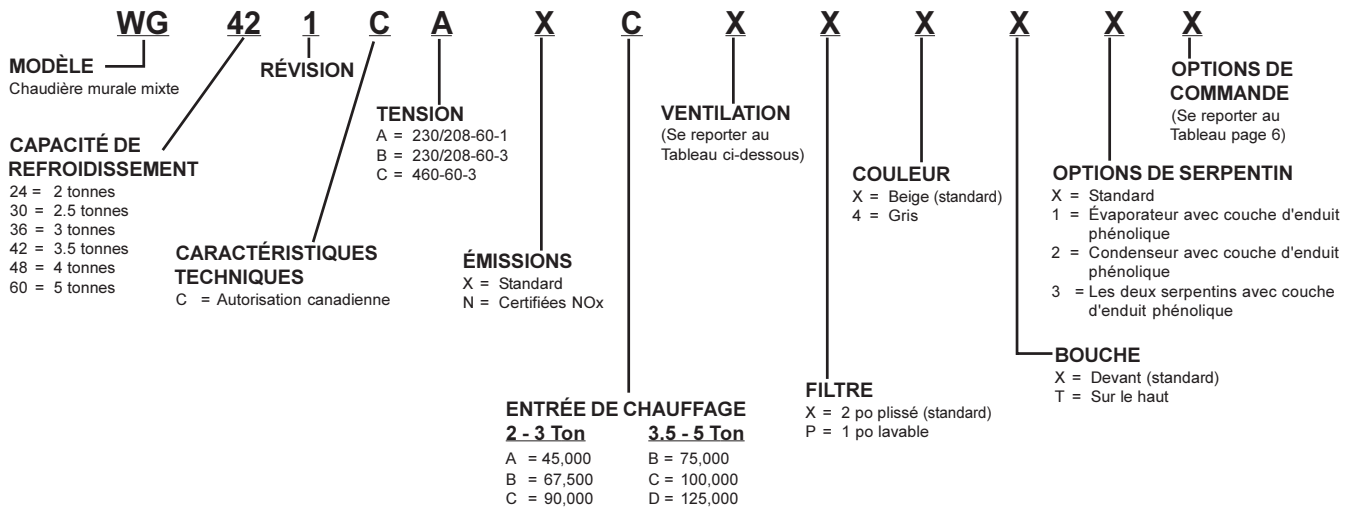 WG 42 1 C A X C X X X X X X
MODÈLE
Chaudière murale mixte
RÉVISION
CAPACITÉ DE
REFROIDISSEMENT
24 = 2 tonnes
30 = 2.5 tonnes
36 = 3 tonnes
42 = 3.5 tonnes
48 = 4 tonnes
60 = 5 tonnes
CARACTÉRISTIQUES
TECHNIQUES
C = Autorisation canadienne
TENSION
A = 230/208-60-1
B = 230/208-60-3
C = 460-60-3
ÉMISSIONS
X = Standard
N = Certifiées NOx
ENTRÉE DE CHAUFFAGE
2 - 3 Ton 3.5 - 5 Ton
A = 45,000 B = 75,000
B = 67,500 C = 100,000
C = 90,000 D = 125,000
VENTILATION
(Se reporter au
Tableau ci-dessous)
FILTRE
X = 2 po plissé (standard)
P = 1 po lavable
COULEUR
X = Beige (standard)
4 = Gris
BOUCHE
X = Devant (standard)
T = Sur le haut
OPTIONS DE SERPENTIN
X = Standard
1 = Évaporateur avec couche d'enduit
phénolique
2 = Condenseur avec couche d'enduit
phénolique
3 = Les deux serpentins avec couche
d'enduit phénolique
OPTIONS DE
COMMANDE
(Se reporter au
Tableau page 6)